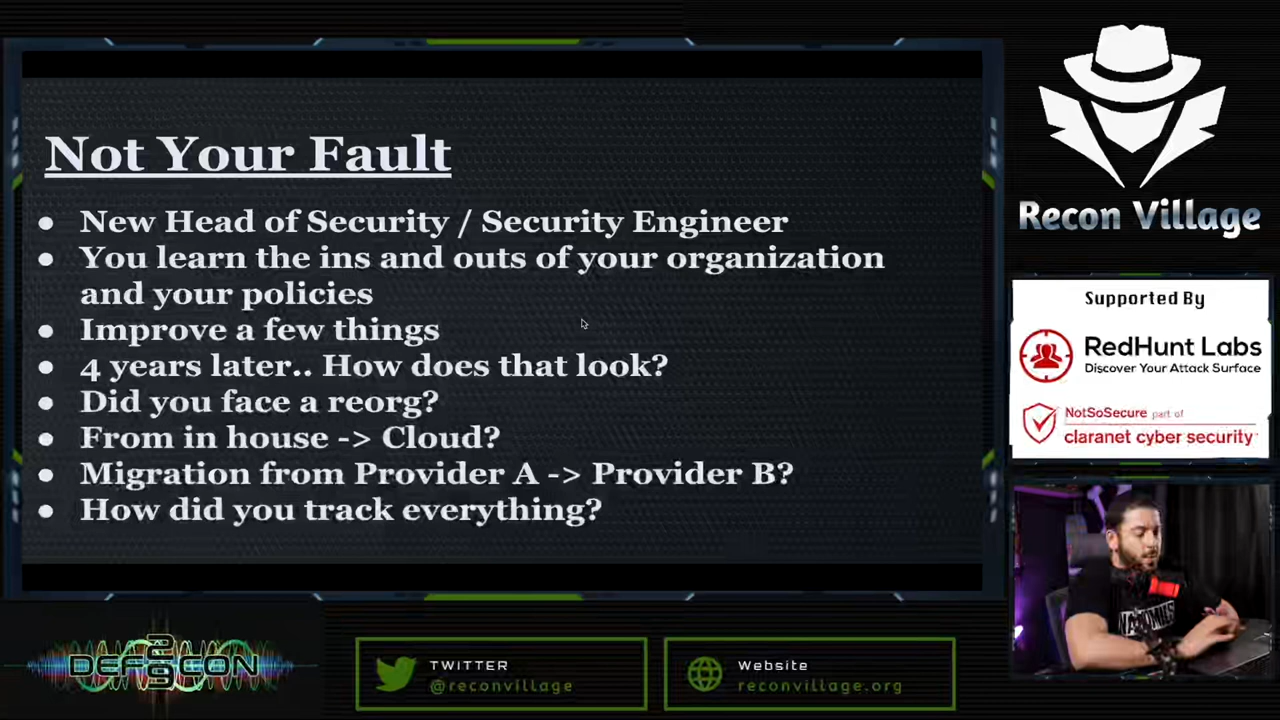 Not Your Fault
● New Head of Security / Security Engineer
● You learn the ins and outs of your organization
and your policies
● Improve a few things
● 4 years later.. How does that look?
● Did you face a reorg?
● From in house -> Cloud?
● Migration from Provider A -> Provider B?
● How did you track everything?
Recon Village
Supported By
RedHunt Labs
Discover Your Attack Surface
NotSoSecure part of
claranet cyber security
DEFCON
29
TWITTER
@reconvillage
Website
reconvillage.org